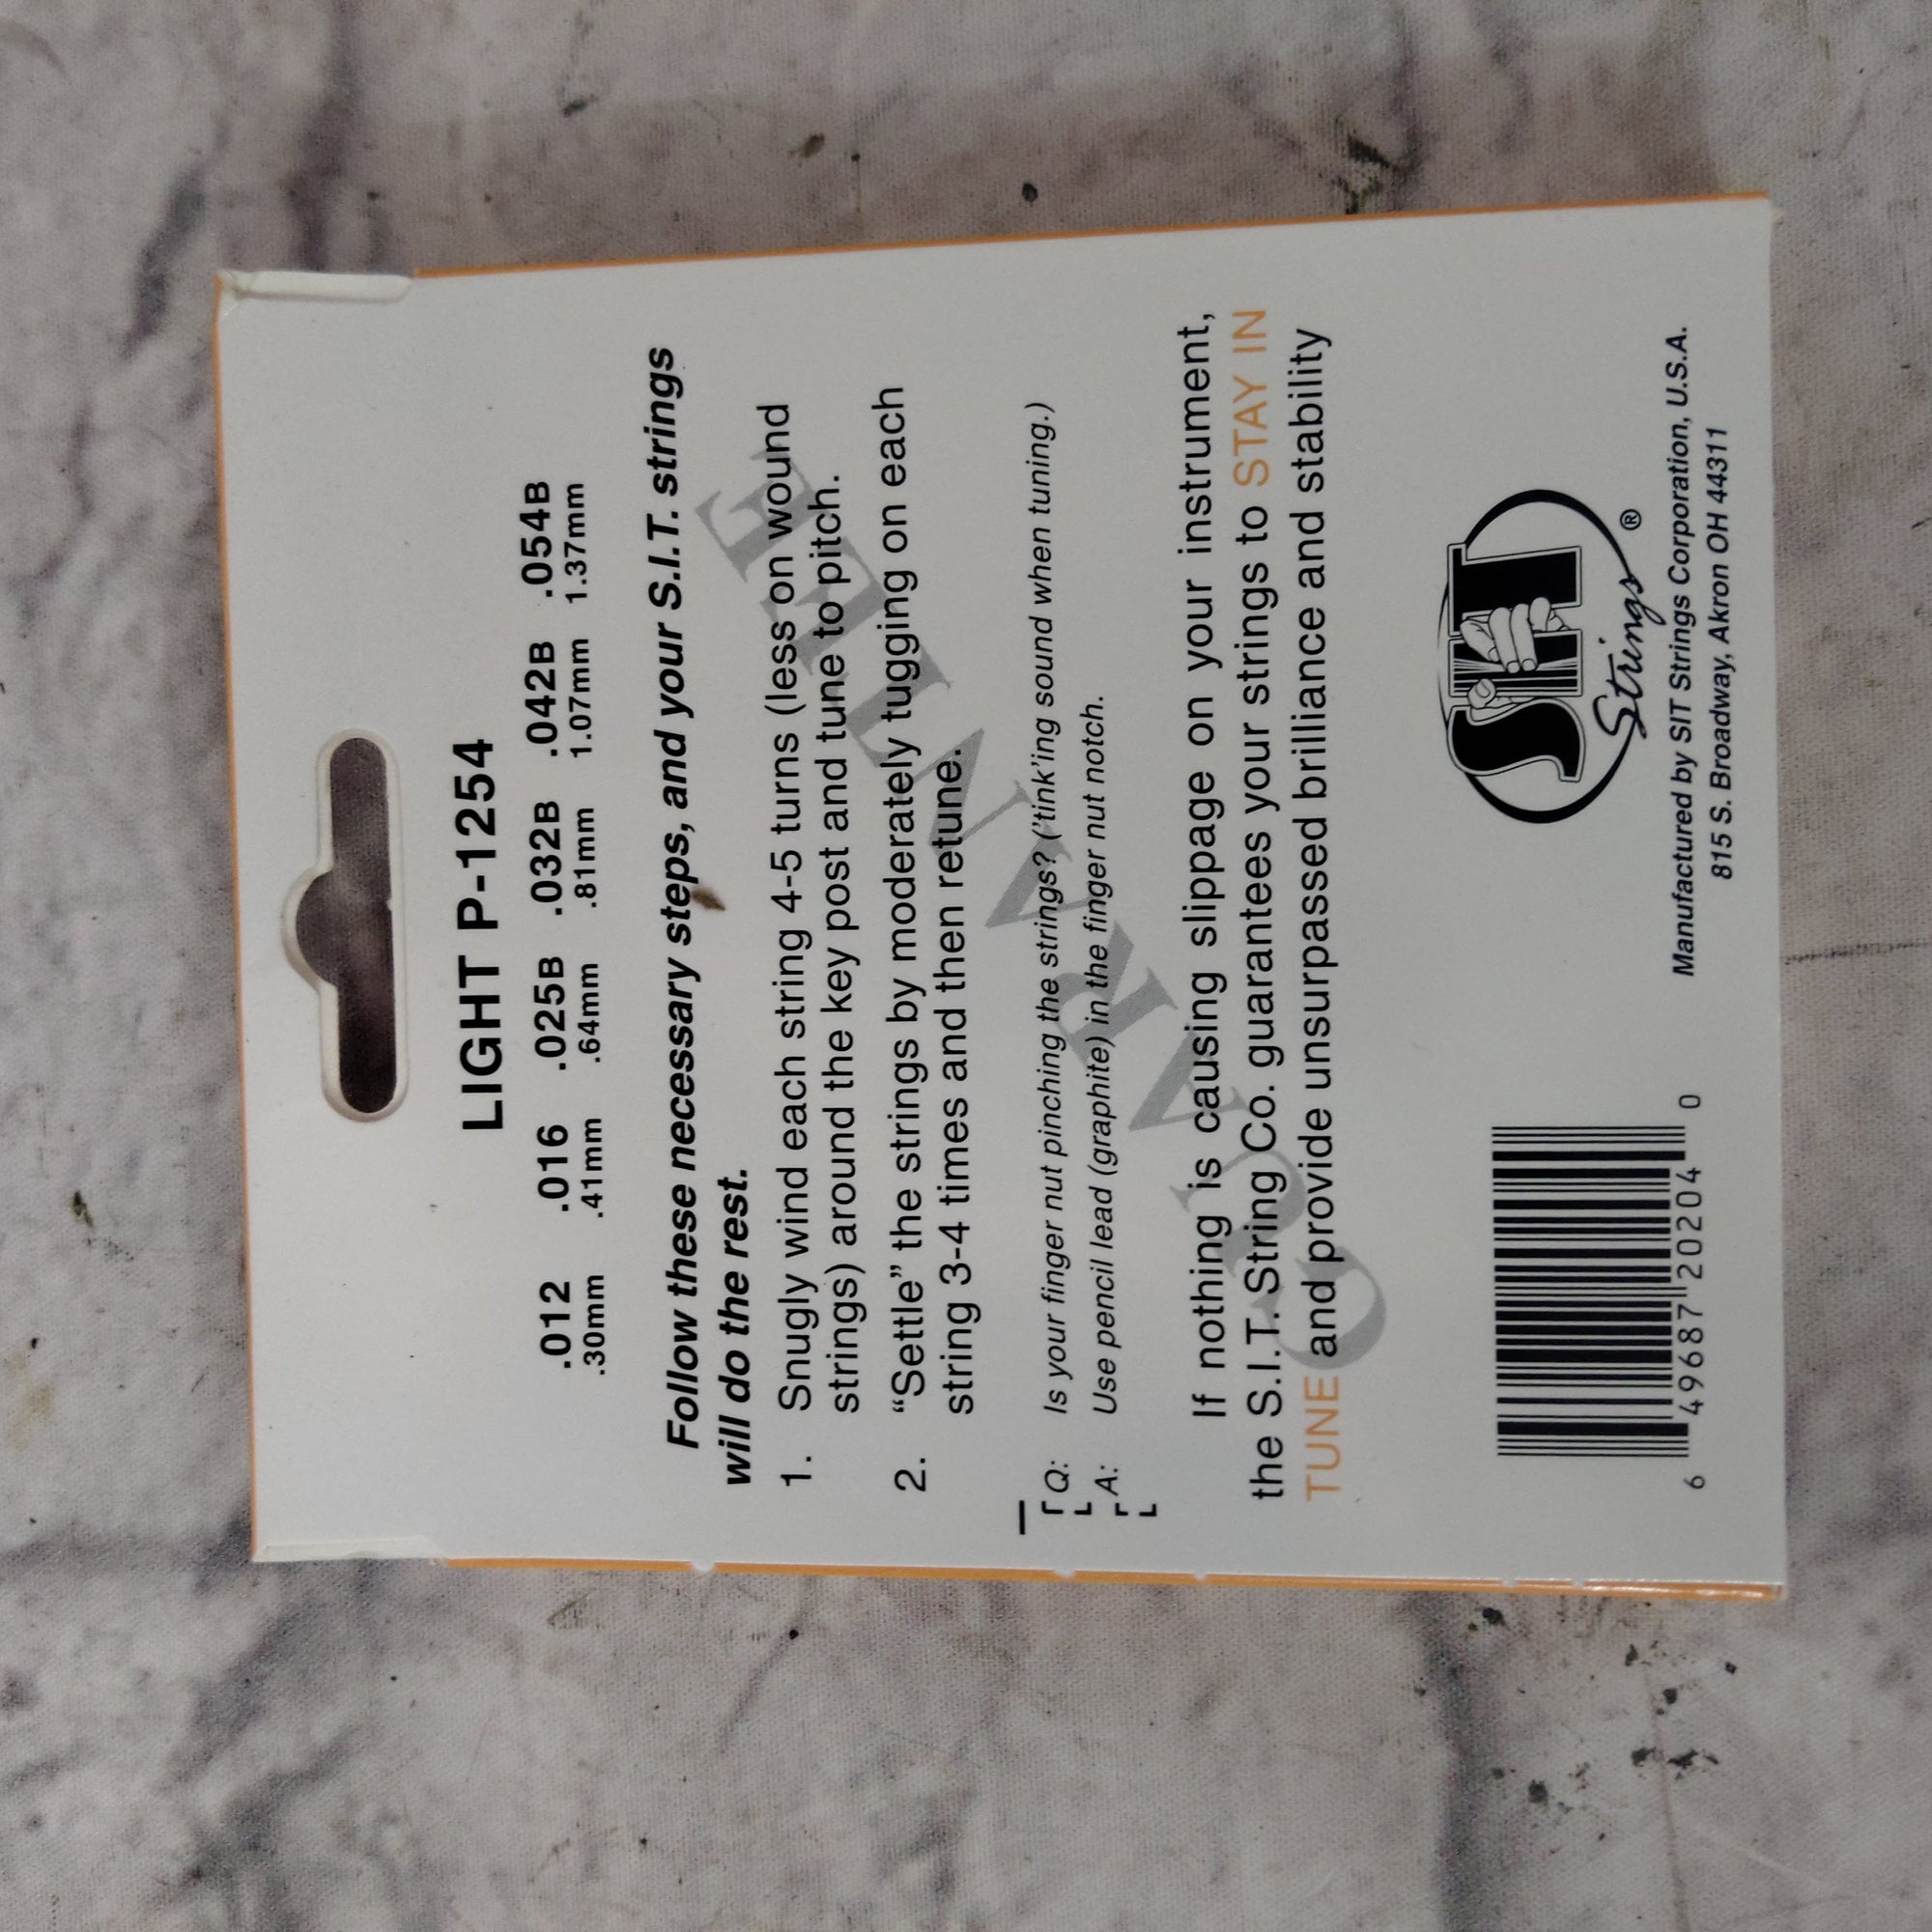 LIGHT P-1254
.012 .016 .025B .032B .042B .054B
.30mm .41mm .64mm .81mm 1.07mm 1.37mm
Follow these necessary steps, and your S.I.T. strings
will do the rest.
1. Snugly wind each string 4-5 turns (less on wound
strings) around the key post and tune to pitch.
2. “Settle” the strings by moderately tugging on each
string 3-4 times and then retune.
GUARANTEE
Q: Is your finger nut pinching the strings? (’tink’ing sound when tuning.)
A: Use pencil lead (graphite) in the finger nut notch.
If nothing is causing slippage on your instrument,
the S.I.T. String Co. guarantees your strings to STAY IN
TUNE and provide unsurpassed brilliance and stability
6 49687 20204 0
SIT
Strings ®
Manufactured by SIT Strings Corporation, U.S.A.
815 S. Broadway, Akron OH 44311